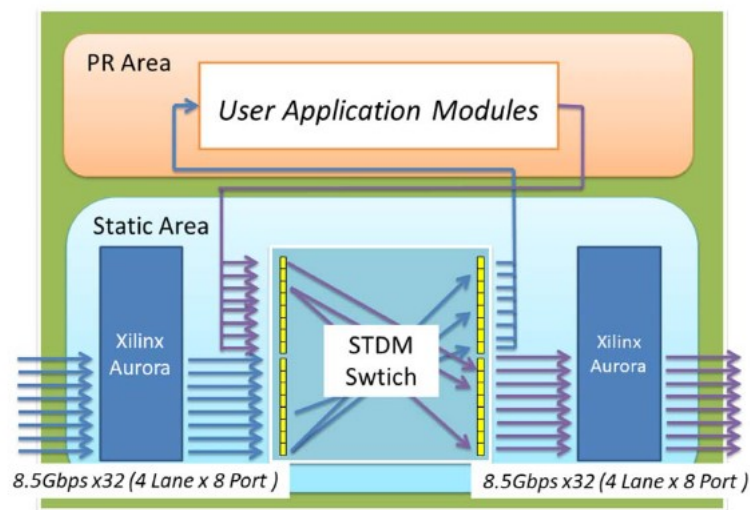 PR Area
User Application Modules
Static Area
Xilinx
Aurora
STDM
Swtich
Xilinx
Aurora
8.5Gbps x32 (4 Lane x 8 Port )
8.5Gbps x32 (4 Lane x 8 Port )